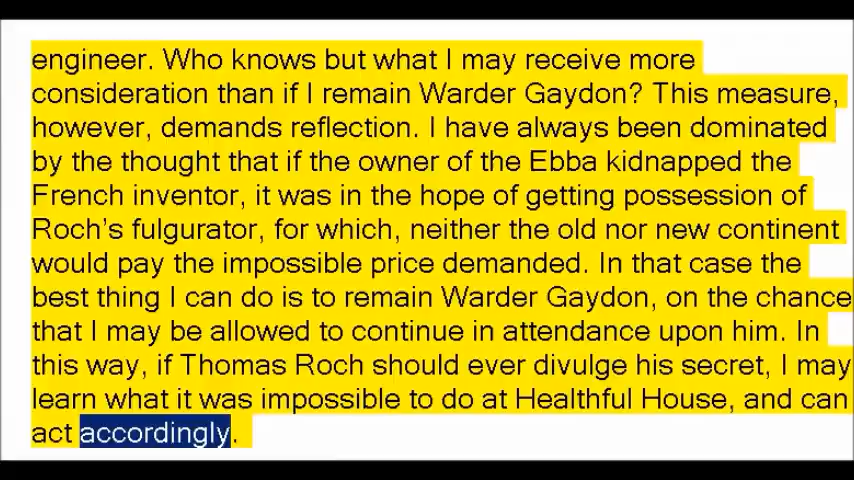 engineer. Who knows but what I may receive more
consideration than if I remain Warder Gaydon? This measure,
however, demands reflection. I have always been dominated
by the thought that if the owner of the Ebba kidnapped the
French inventor, it was in the hope of getting possession of
Roch’s fulgurator, for which, neither the old nor new continent
would pay the impossible price demanded. In that case the
best thing I can do is to remain Warder Gaydon, on the chance
that I may be allowed to continue in attendance upon him. In
this way, if Thomas Roch should ever divulge his secret, I may
learn what it was impossible to do at Healthful House, and can
act accordingly.